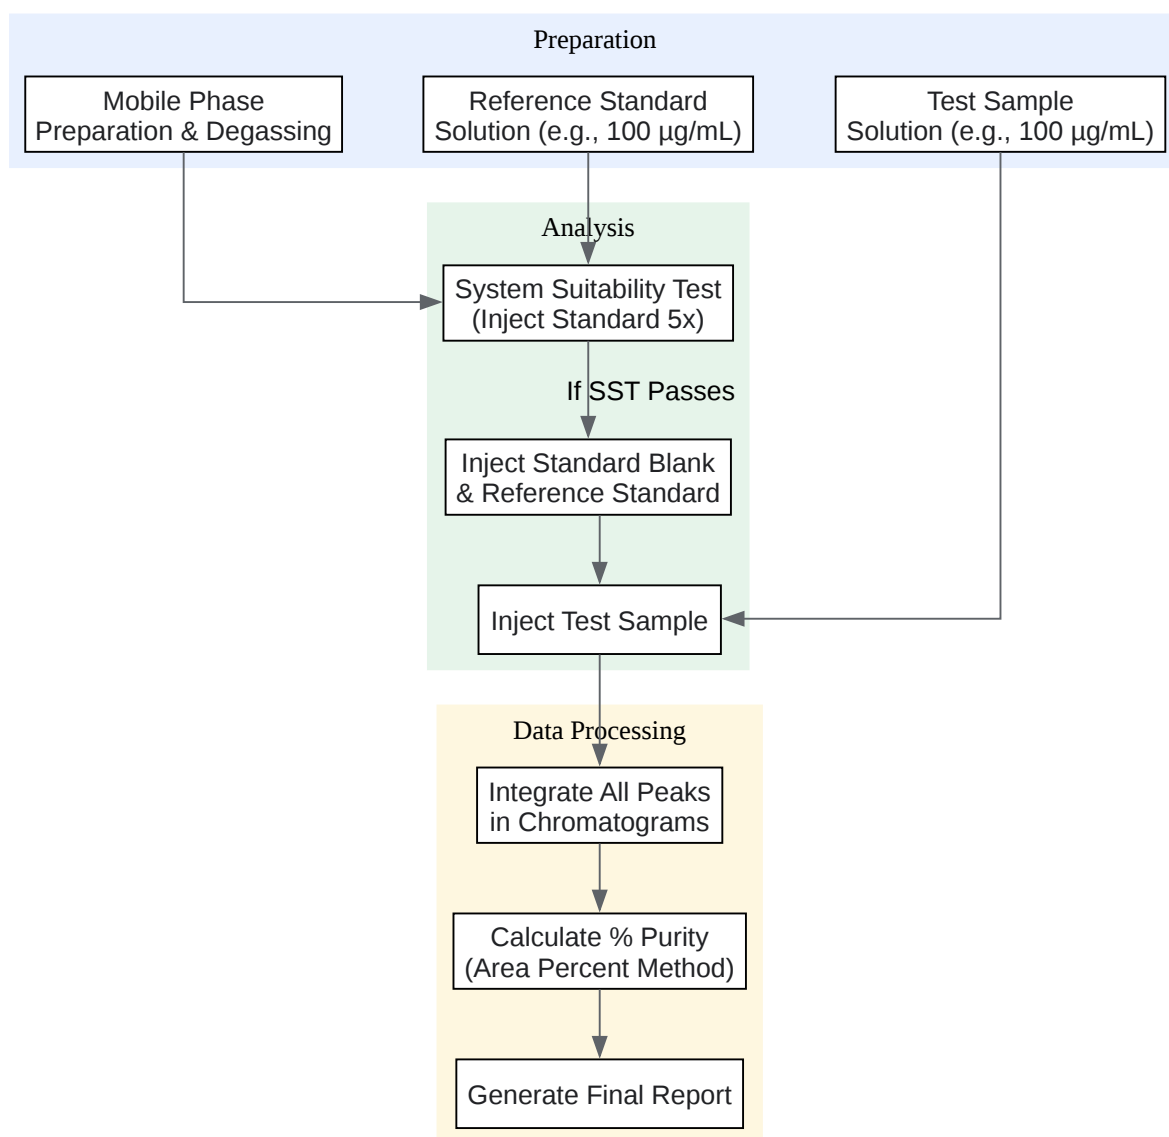 Preparation
Mobile Phase
Preparation & Degassing
Reference Standard
Solution (e.g., 100 µg/mL)
Test Sample
Solution (e.g., 100 µg/mL)
Analysis
System Suitability Test
(Inject Standard 5x)
If SST Passes
Inject Standard Blank
& Reference Standard
Inject Test Sample
Data Processing
Integrate All Peaks
in Chromatograms
Calculate % Purity
(Area Percent Method)
Generate Final Report